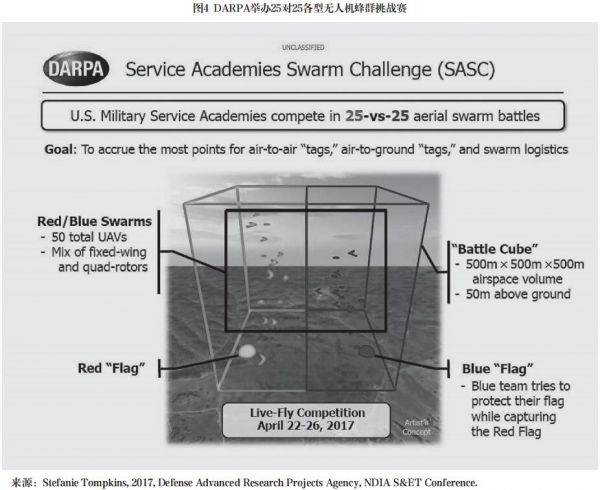 图4 DARPA举办25对25各型无人机蜂群挑战赛
UNCLASSIFIED
DARPA
Service Academies Swarm Challenge (SASC)
U.S. Military Service Academies compete in 25-vs-25 aerial swarm battles
Goal: To accrue the most points for air-to-air “tags,” air-to-ground “tags,” and swarm logistics
Red/Blue Swarms
- 50 total UAVs
- Mix of fixed-wing
and quad-rotors
“Battle Cube”
- 500m×500m×500m
airspace volume
- 50m above ground
Red “Flag”
Blue “Flag”
- Blue team tries to
protect their flag
while capturing
the Red Flag
Live-Fly Competition
April 22-26, 2017
Artist's
Concept
来源：Stefanie Tompkins, 2017, Defense Advanced Research Projects Agency, NDIA S&ET Conference.